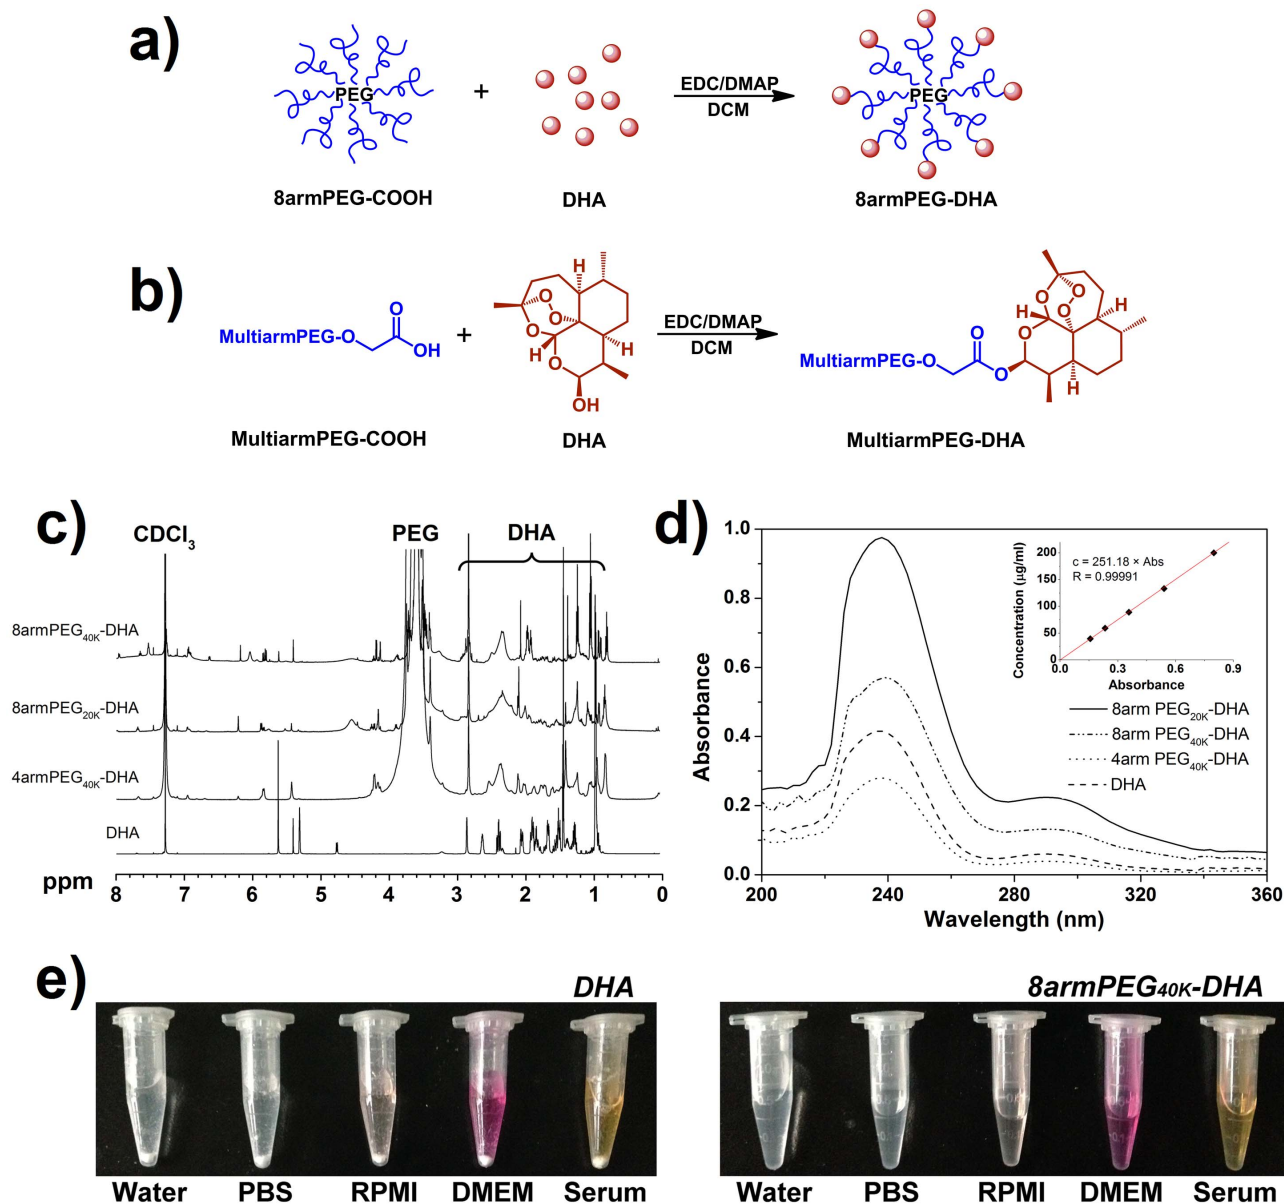 a)
PEG
+
EDC/DMAP
DCM
PEG
8armPEG-COOH
DHA
8armPEG-DHA
b)
MultiarmPEG-O
O
OH
+
H
O
O
O
O
H
H
OH
EDC/DMAP
DCM
MultiarmPEG-O
O
O
O
O
O
O
H
H
H
MultiarmPEG-COOH
DHA
MultiarmPEG-DHA
c)
CDCl3
PEG
DHA
8armPEG40K-DHA
8armPEG20K-DHA
4armPEG40K-DHA
DHA
ppm
8 7 6 5 4 3 2 1 0
d)
Absorbance
1.0
0.8
0.6
0.4
0.2
0.0
200 240 280 320 360
Wavelength (nm)
Concentration (µg/ml)
200
150
100
50
0
c = 251.18 × Abs
R = 0.99991
0.0 0.3 0.6 0.9
Absorbance
8arm PEG20K-DHA
8arm PEG40K-DHA
4arm PEG40K-DHA
DHA
e)
DHA
8armPEG40K-DHA
Water PBS RPMI DMEM Serum
Water PBS RPMI DMEM Serum